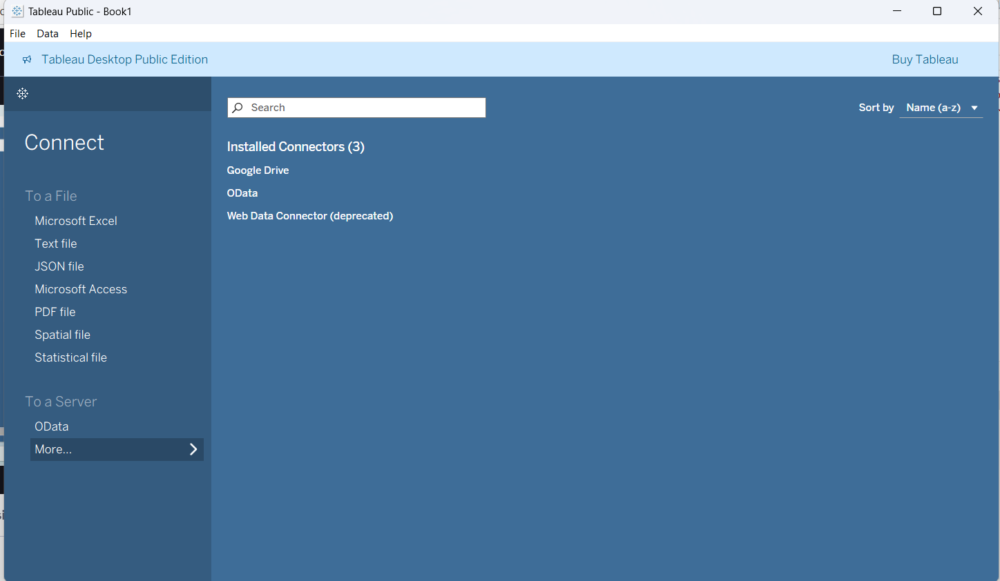 Tableau Public - Book1
File Data Help
Tableau Desktop Public Edition
Buy Tableau
Connect
To a File
Microsoft Excel
Text file
JSON file
Microsoft Access
PDF file
Spatial file
Statistical file
To a Server
OData
More...
Search
Sort by Name (a-z)
Installed Connectors (3)
Google Drive
OData
Web Data Connector (deprecated)